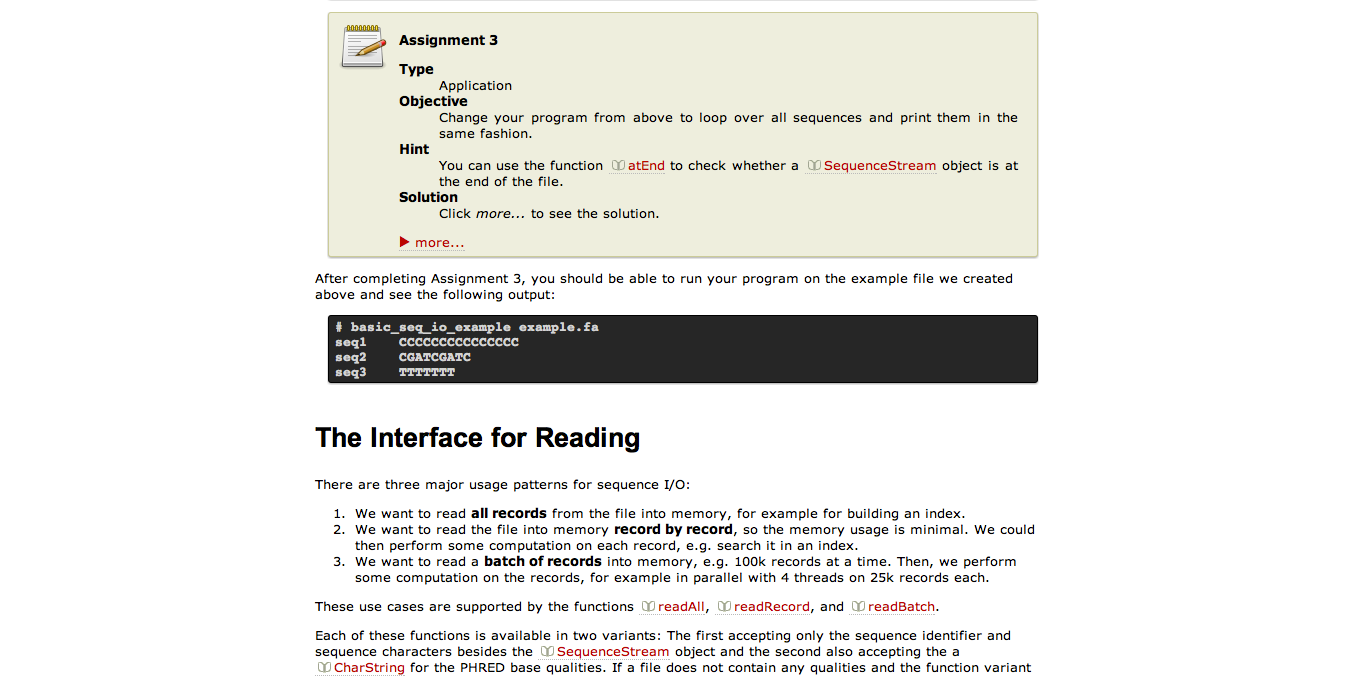 Assignment 3
Type
Application
Objective
Change your program from above to loop over all sequences and print them in the
same fashion.
Hint
You can use the function atEnd to check whether a SequenceStream object is at
the end of the file.
Solution
Click more... to see the solution.
more...
After completing Assignment 3, you should be able to run your program on the example file we created
above and see the following output:
# basic_seq_io_example example.fa
seq1 CCCCCCCCCCCCCCC
seq2 CGATCGATC
seq3 TTTTTTT
The Interface for Reading
There are three major usage patterns for sequence I/O:
1. We want to read all records from the file into memory, for example for building an index.
2. We want to read the file into memory record by record, so the memory usage is minimal. We could
then perform some computation on each record, e.g. search it in an index.
3. We want to read a batch of records into memory, e.g. 100k records at a time. Then, we perform
some computation on the records, for example in parallel with 4 threads on 25k records each.
These use cases are supported by the functions readAll, readRecord, and readBatch.
Each of these functions is available in two variants: The first accepting only the sequence identifier and
sequence characters besides the SequenceStream object and the second also accepting the a
CharString for the PHRED base qualities. If a file does not contain any qualities and the function variant